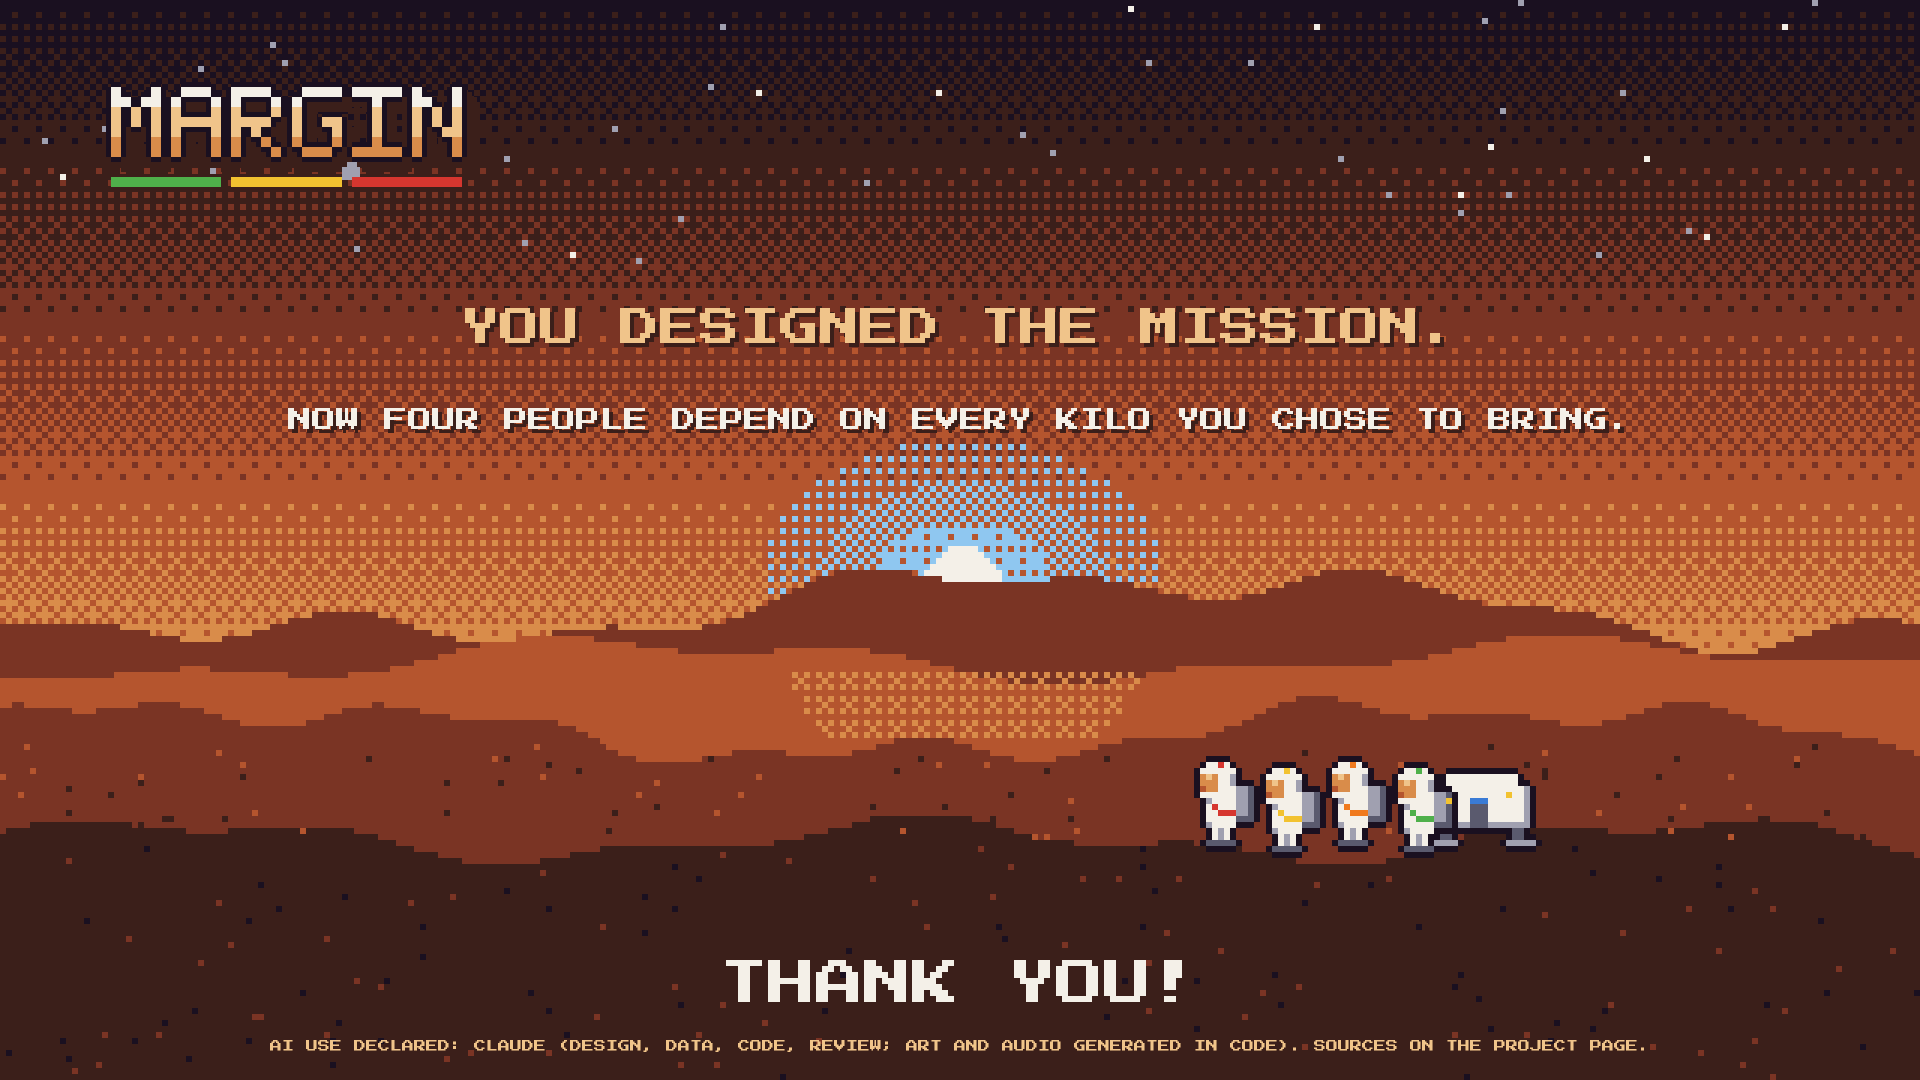 MARGIN
YOU DESIGNED THE MISSION.
NOW FOUR PEOPLE DEPEND ON EVERY KILO YOU CHOSE TO BRING.
THANK YOU!
AI USE DECLARED: CLAUDE (DESIGN, DATA, CODE, REVIEW; ART AND AUDIO GENERATED IN CODE). SOURCES ON THE PROJECT PAGE.